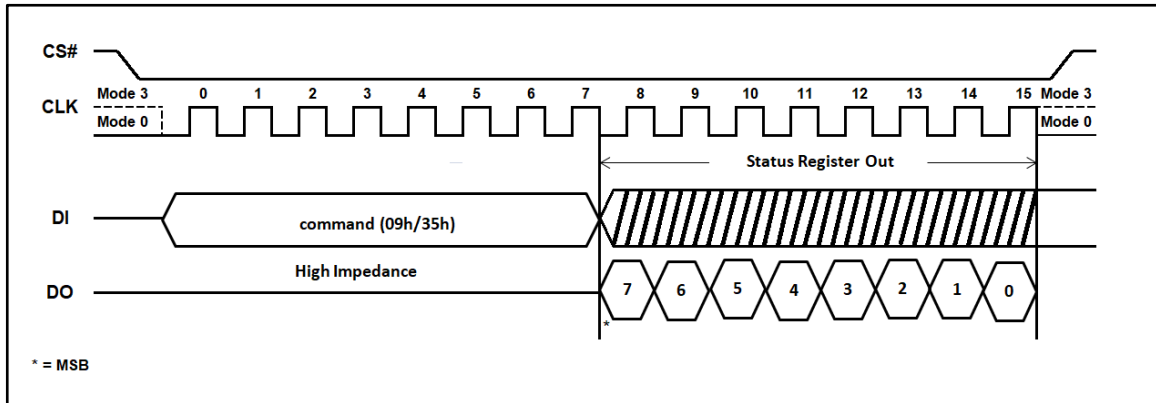 CS#
Mode 3 0 1 2 3 4 5 6 7 8 9 10 11 12 13 14 15 Mode 3
CLK
Mode 0 Mode 0
Status Register Out
DI command (09h/35h)
High Impedance
DO 7 6 5 4 3 2 1 0
*
* = MSB